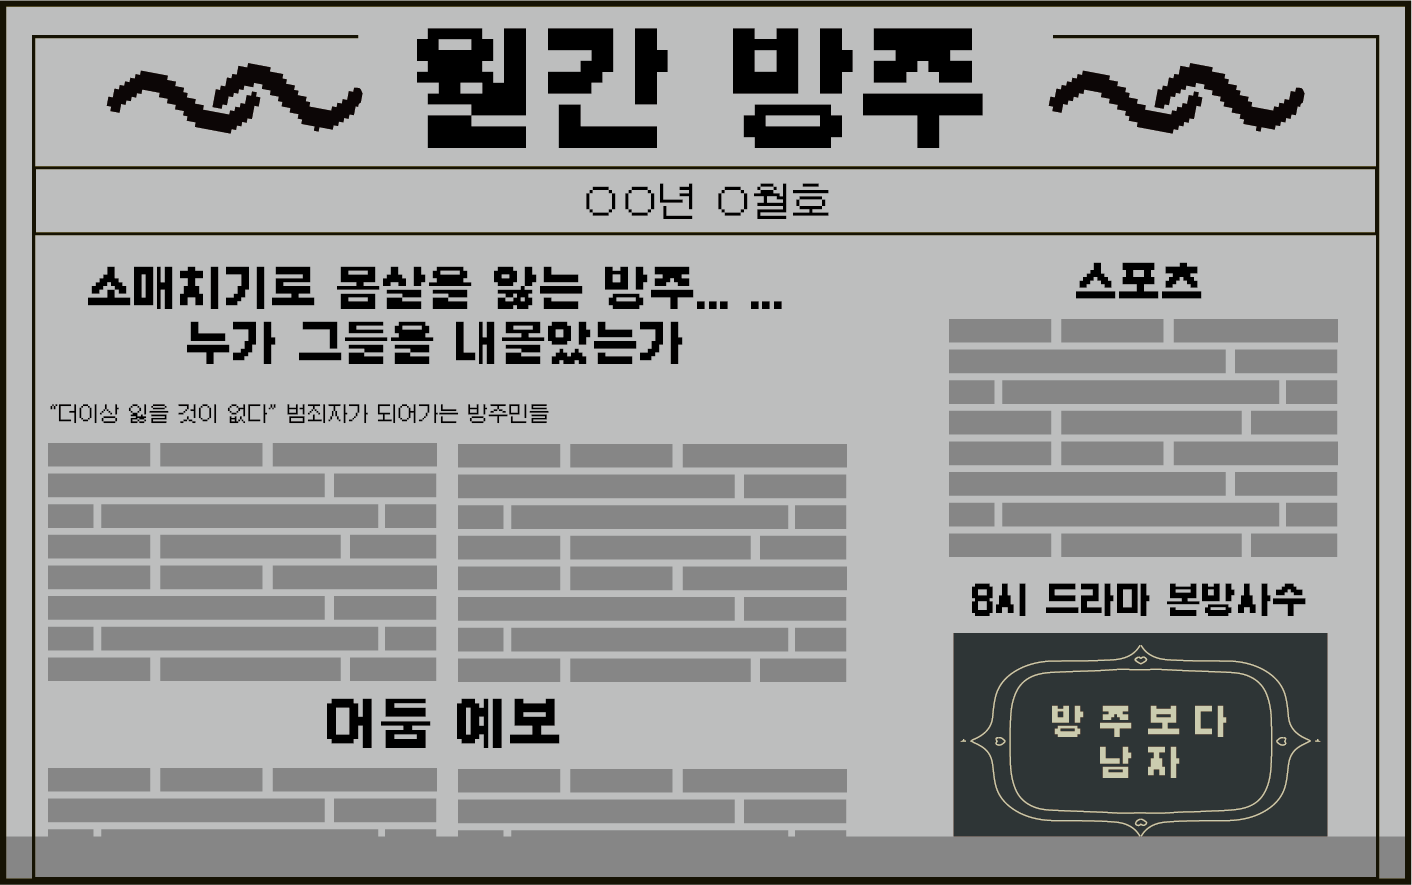 월간 방주
○○년 ○월호
소매치기로 몸살을 앓는 방주... ...
누가 그들을 내몰았는가
“더이상 잃을 것이 없다” 범죄자가 되어가는 방주민들
어둠 예보
스포츠
8시 드라마 본방사수
방주보다
남자